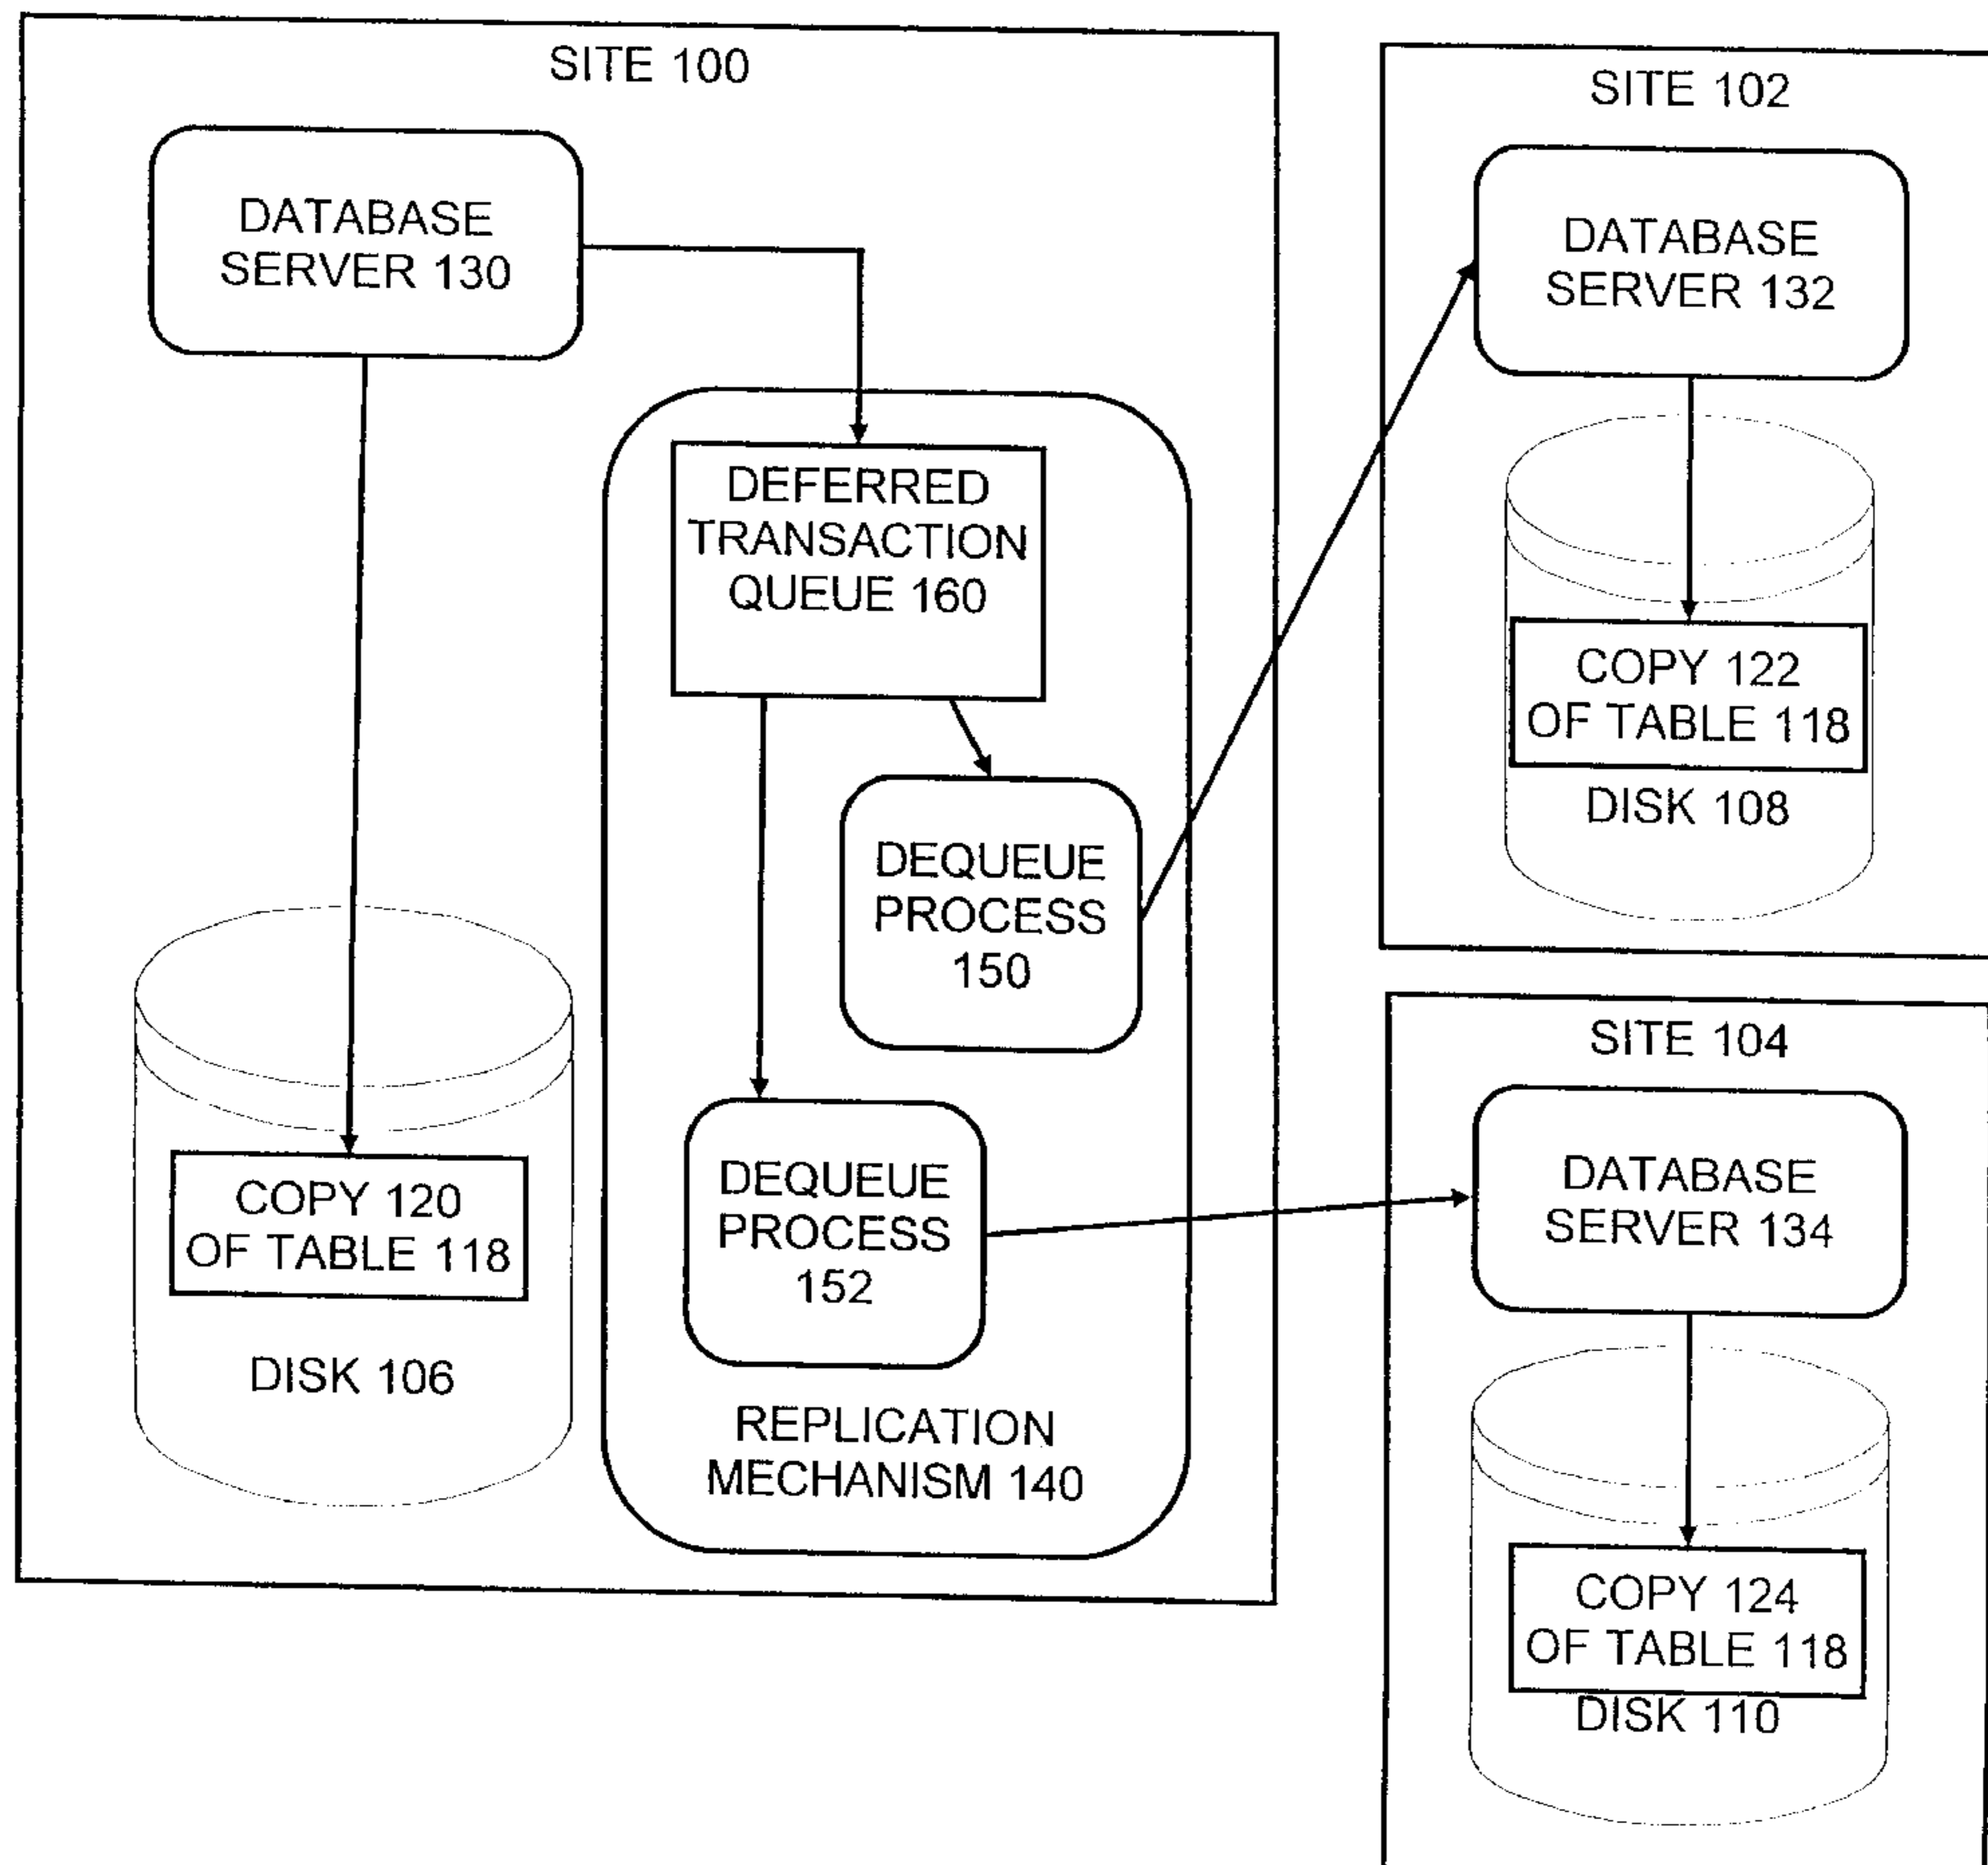 SITE 100
DATABASE
SERVER 130
DEFERRED
TRANSACTION
QUEUE 160
DEQUEUE
PROCESS
150
DEQUEUE
PROCESS
152
REPLICATION
MECHANISM 140
COPY 120
OF TABLE 118
DISK 106
SITE 102
DATABASE
SERVER 132
COPY 122
OF TABLE 118
DISK 108
SITE 104
DATABASE
SERVER 134
COPY 124
OF TABLE 118
DISK 110